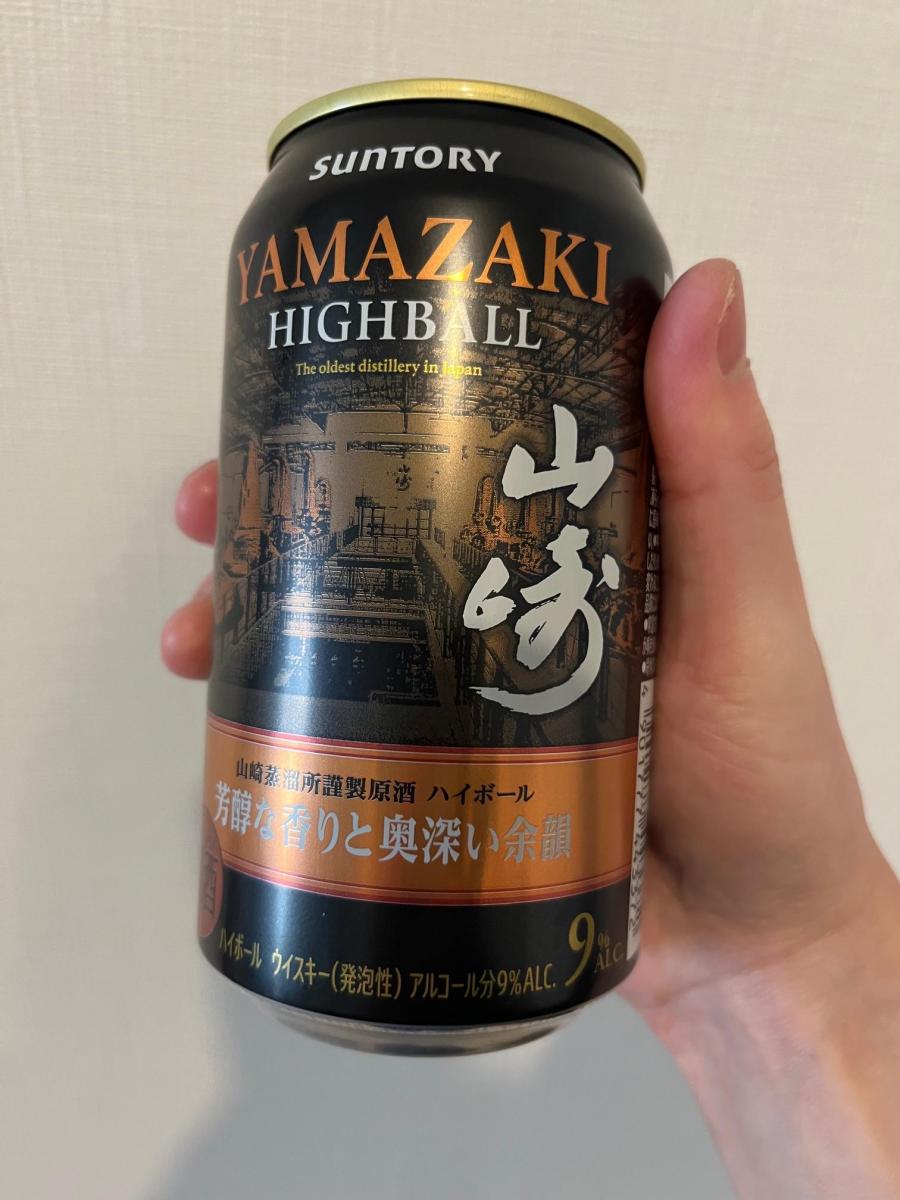 SUNTORY
YAMAZAKI
HIGHBALL
The oldest distillery in Japan
山崎
山崎蒸溜所謹製原酒 ハイボール
芳醇な香りと奥深い余韻
酒
ハイボール ウイスキー(発泡性) アルコール分9%ALC.
9% ALC.